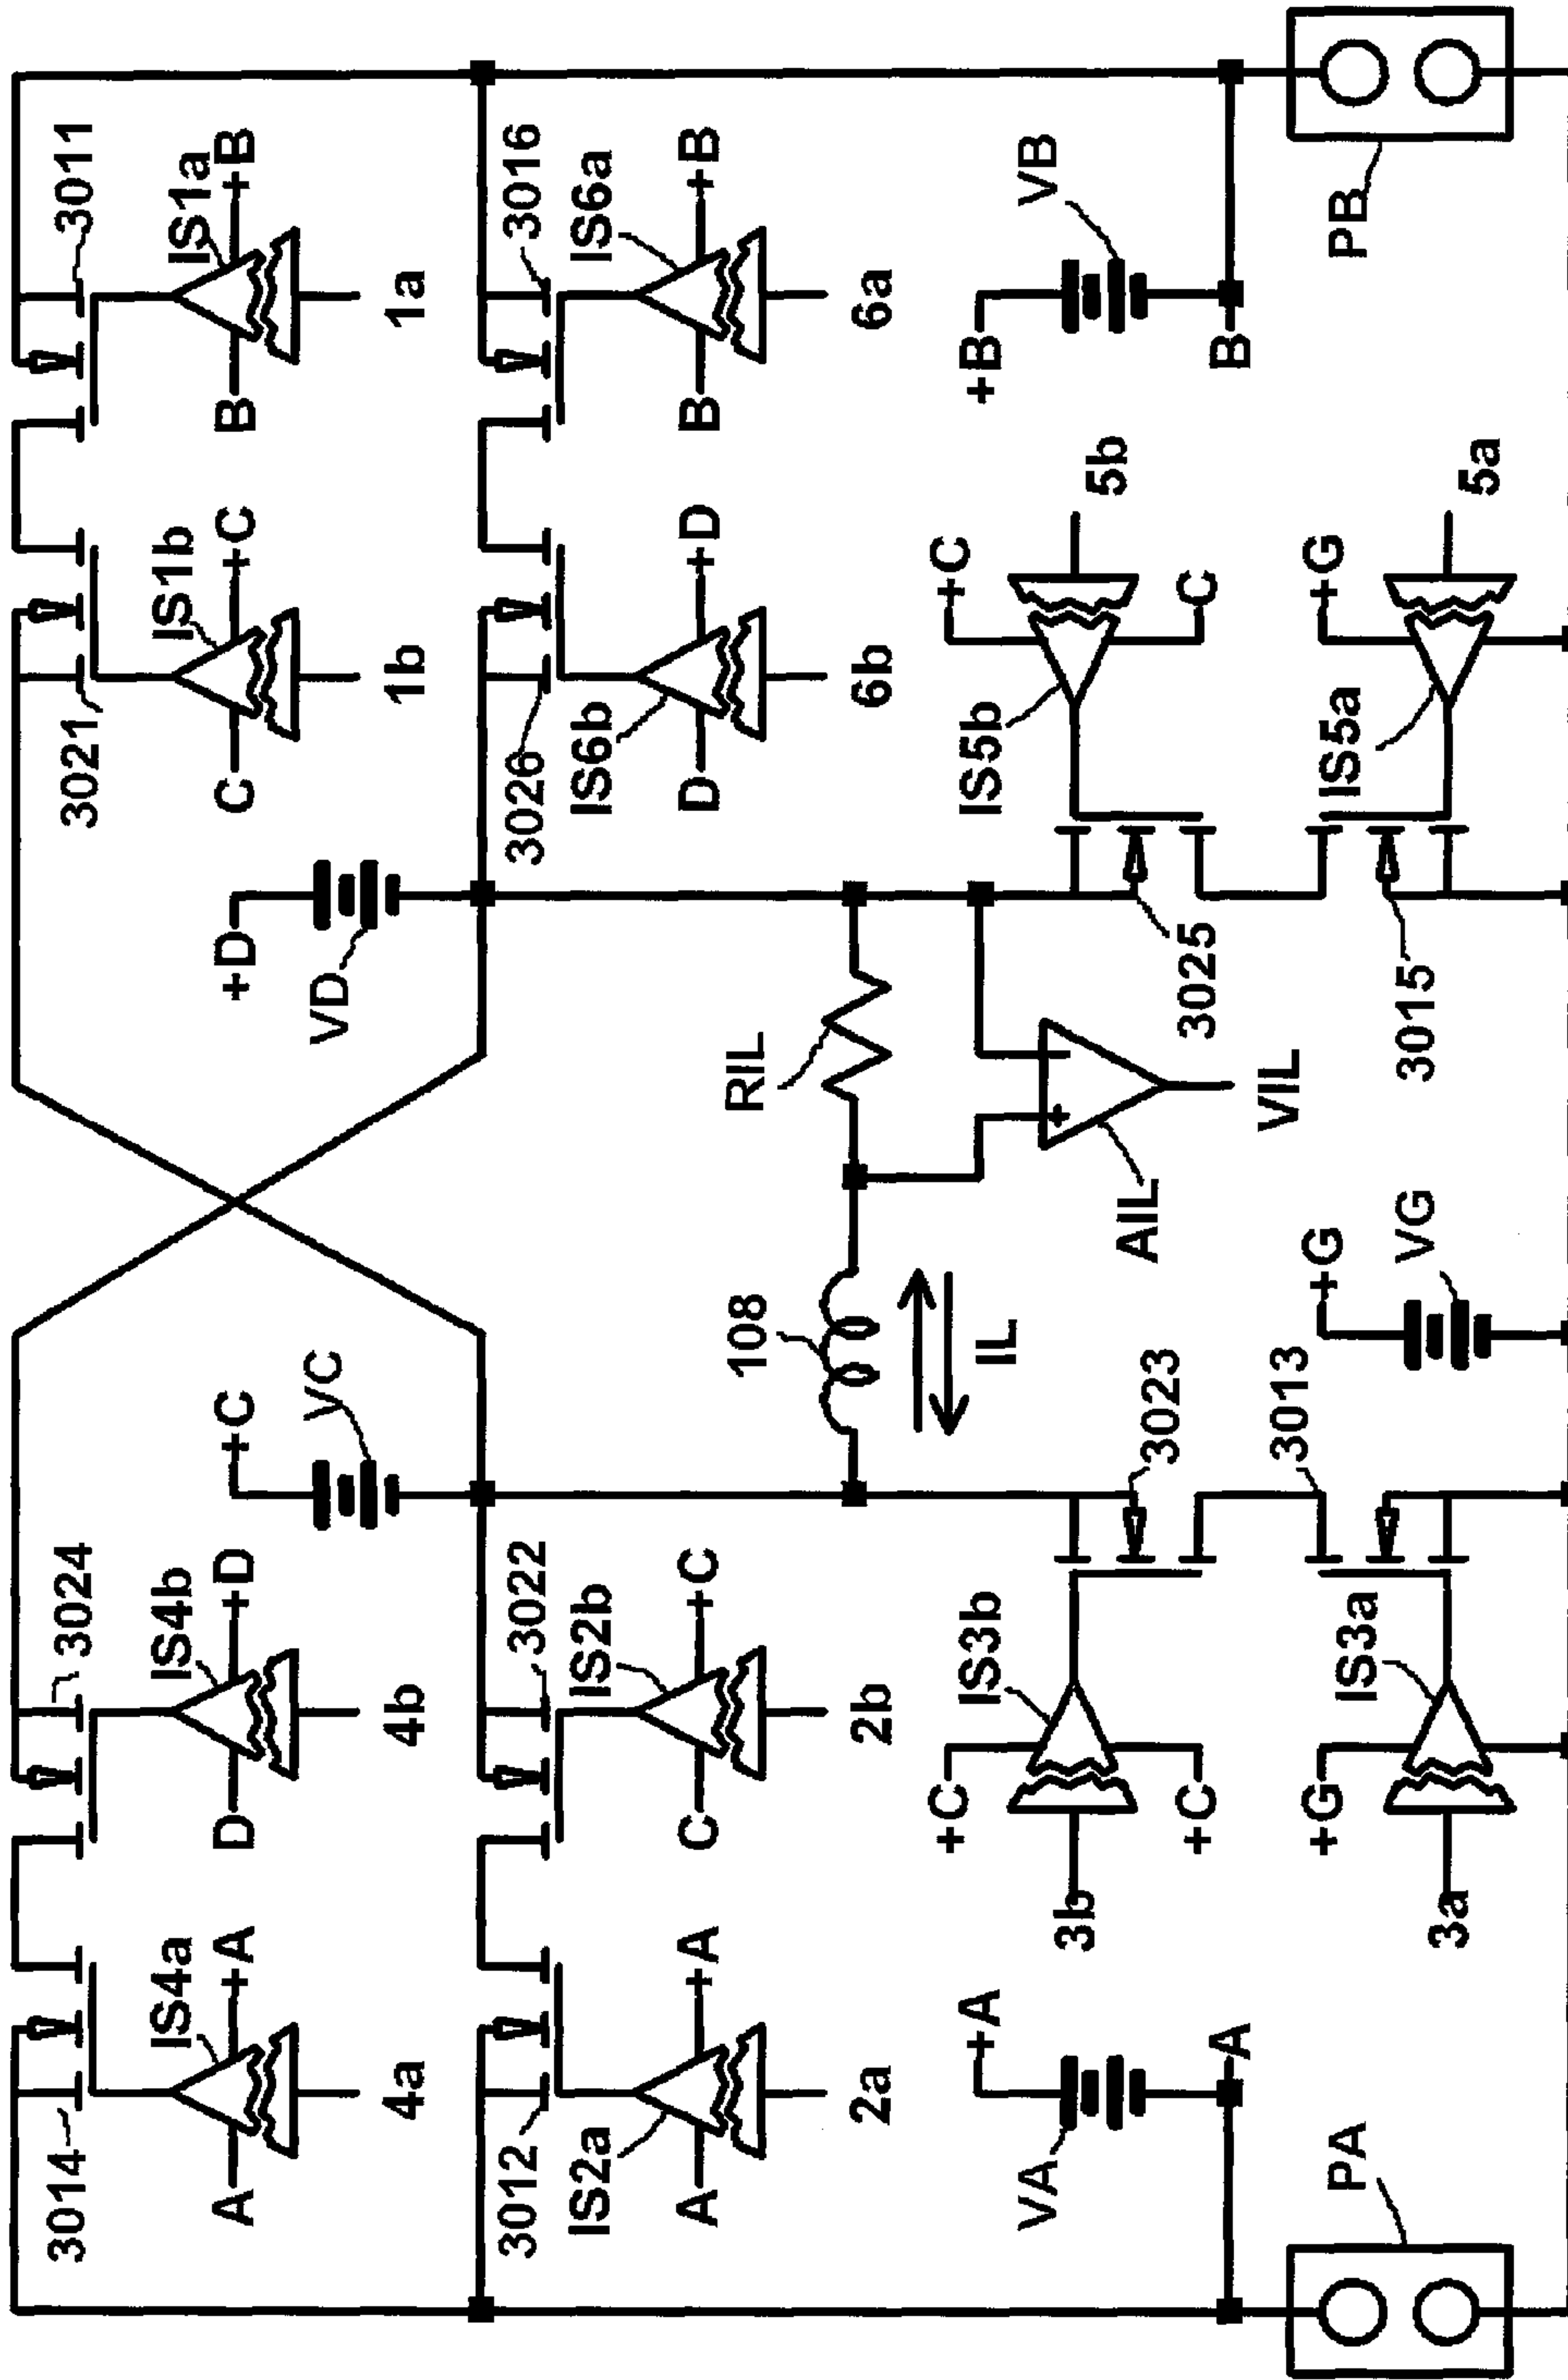 3014
3024
3021
3011
IS4a
IS4b
IS1b
IS1a
A
+A
D
+D
+C
+D
C
+C
B
+B
VC
VD
4a
4b
1b
1a
3012
3022
3026
3016
IS2a
IS2b
IS6b
IS6a
A
+A
C
+C
D
+D
B
+B
108
RIL
2a
2b
6b
6a
+A
+C
IS3b
IL
IS5b
+C
+B
VA
VB
3b
5b
AIL
3023
3025
+C
C
A
B
VIL
3013
+G
+G
+G
PA
IS3a
IS5a
PB
VG
3015
3a
5a